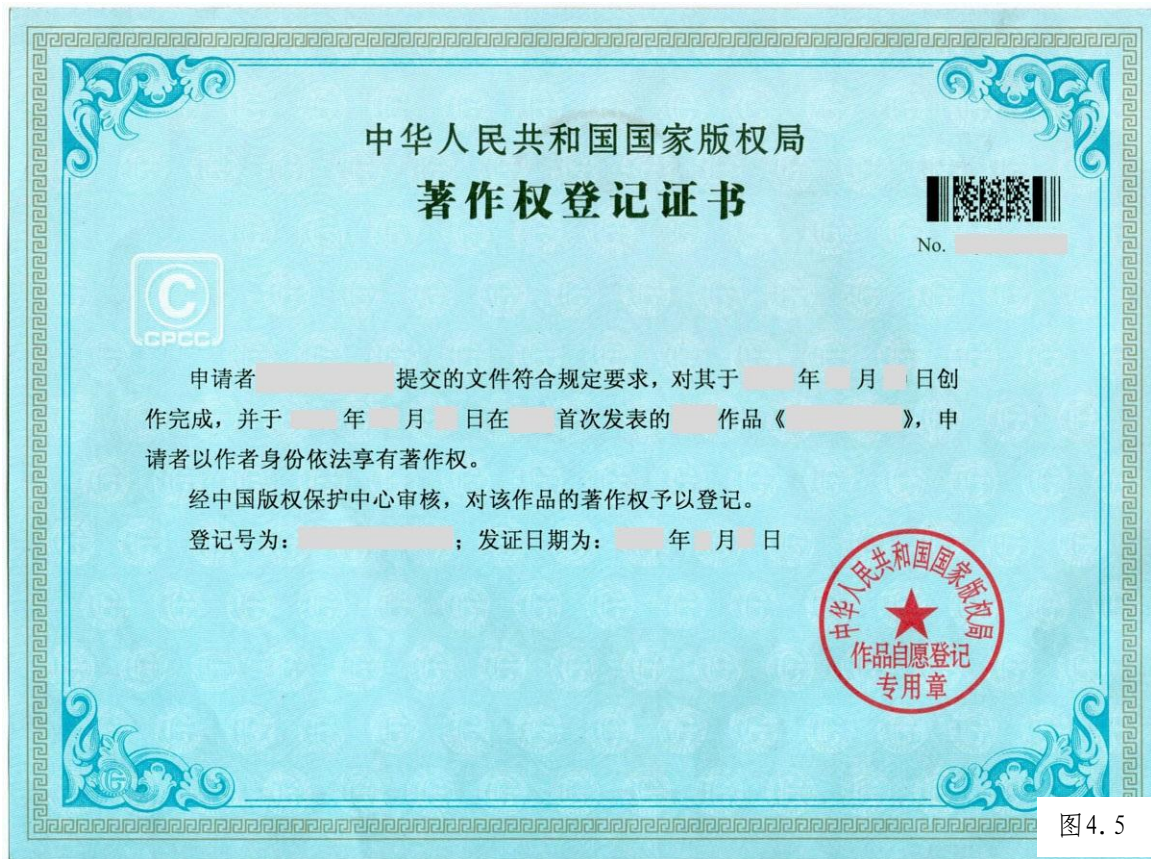 中华人民共和国国家版权局
著作权登记证书
No.
CPCC
申请者 提交的文件符合规定要求，对其于 年 月 日创
作完成，并于 年 月 日在 首次发表的 作品《 》，申
请者以作者身份依法享有著作权。
经中国版权保护中心审核，对该作品的著作权予以登记。
登记号为： ；发证日期为： 年 月 日
中华人民共和国国家版权局
作品自愿登记
专用章
图4.5